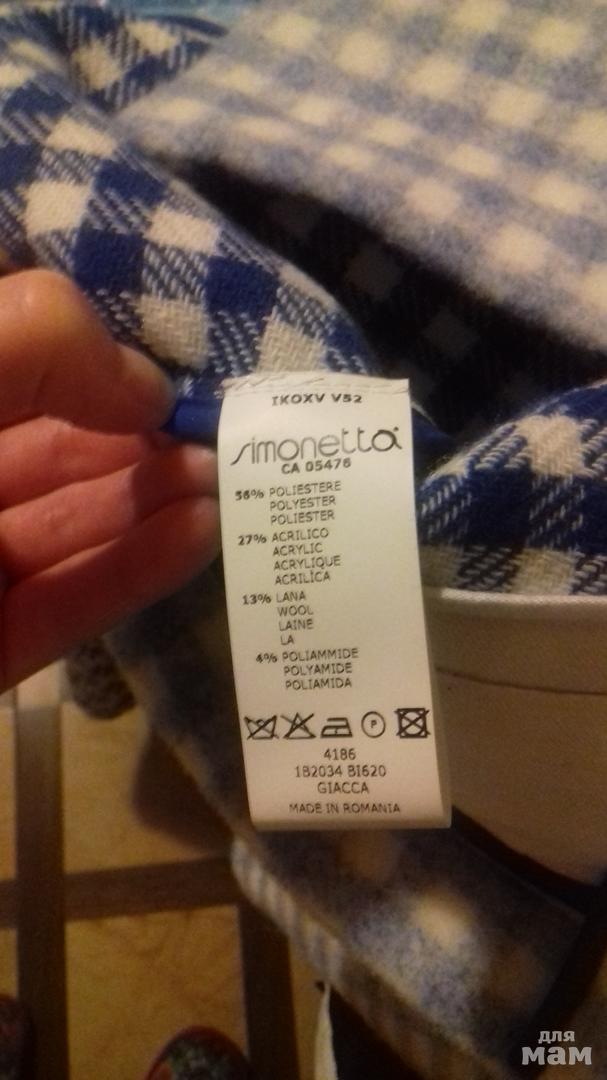 IKOXV V52
simonetta
CA 05476
56% POLIESTERE
POLYESTER
POLIESTER
27% ACRILICO
ACRYLIC
ACRYLIQUE
ACRILICA
13% LANA
WOOL
LAINE
LA
4% POLIAMMIDE
POLYAMIDE
POLIAMIDA
P
4186
1B2034 BI620
GIACCA
MADE IN ROMANIA
для
мам